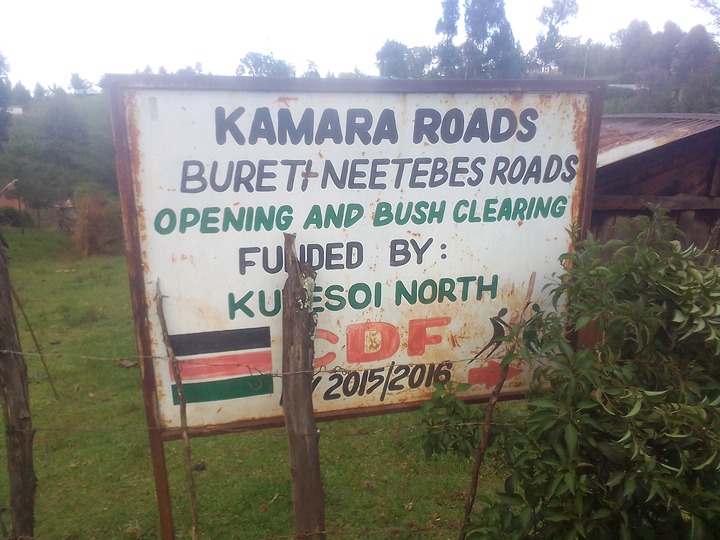 KAMARA ROADS
BURETI-NEETEBES ROADS
OPENING AND BUSH CLEARING
FUNDED BY:
KURESOI NORTH
CDF
2015/2016